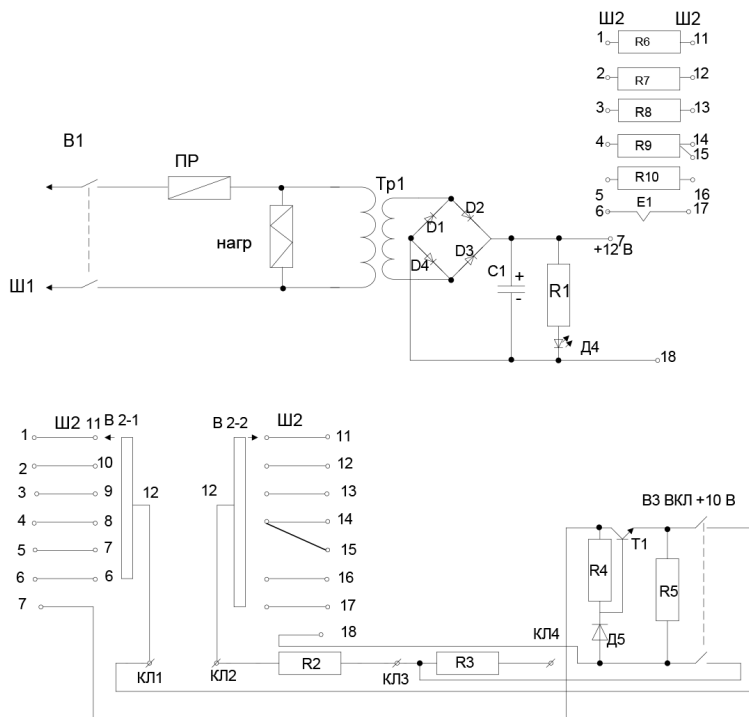 Ш2 Ш2
1 R6 11
2 R7 12
3 R8 13
4 R9 14
15
R10
5 16
6 E1 17
В1
ПР
Тр1
нагр
D1 D2
D4 D3
C1 + -
R1
7
+12 В
Ш1
Д4
18
Ш2 11 В 2-1
В 2-2 Ш2
1 11
2 10 12
3 9 12 12 13
4 8 14
5 7 15
6 6 16
7 17
18
В3 ВКЛ +10 В
Т1
R4 R5
Д5
КЛ1 КЛ2 R2 КЛ3 R3 КЛ4